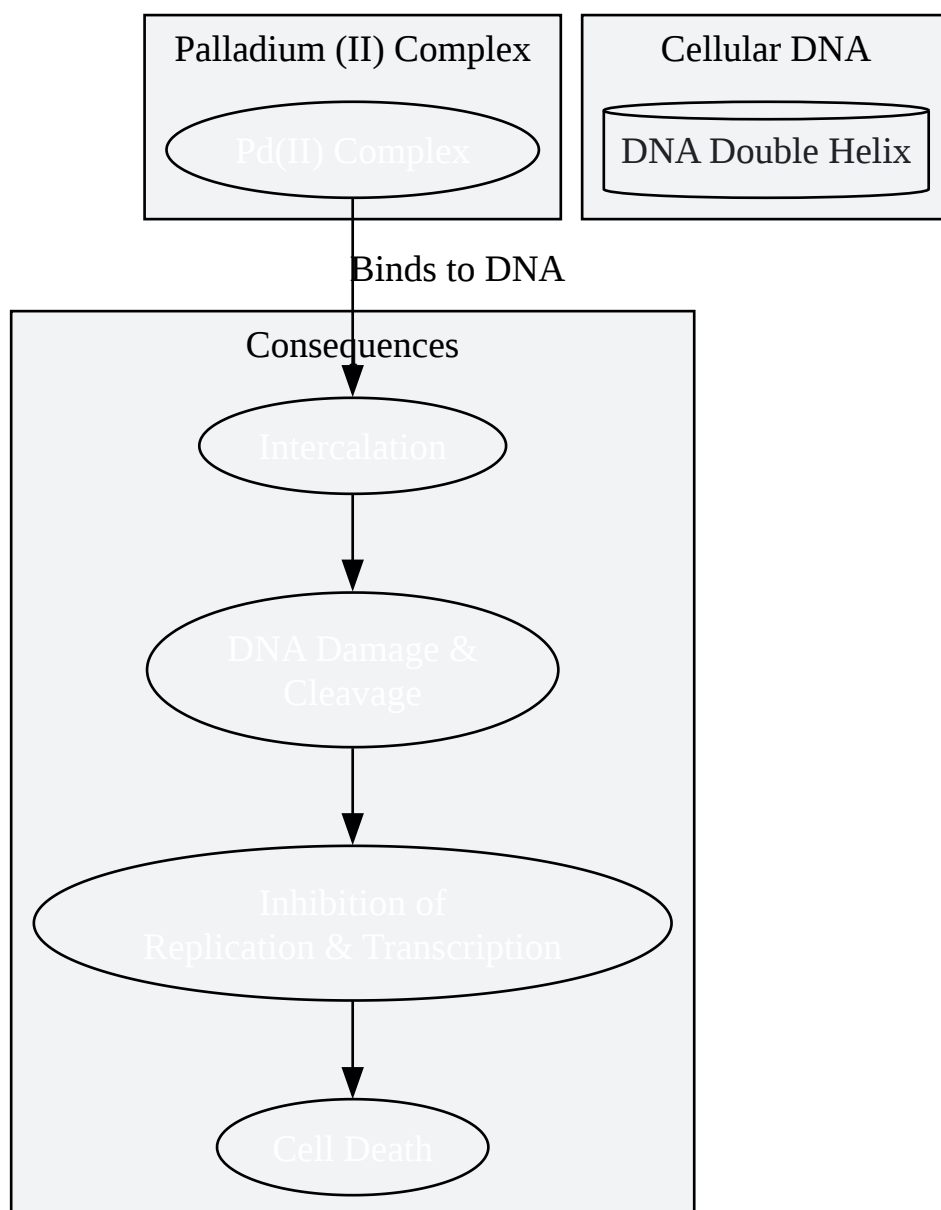 Palladium (II) Complex
Pd(II) Complex
Cellular DNA
DNA Double Helix
Binds to DNA
Consequences
Intercalation
DNA Damage &
Cleavage
Inhibition of
Replication & Transcription
Cell Death